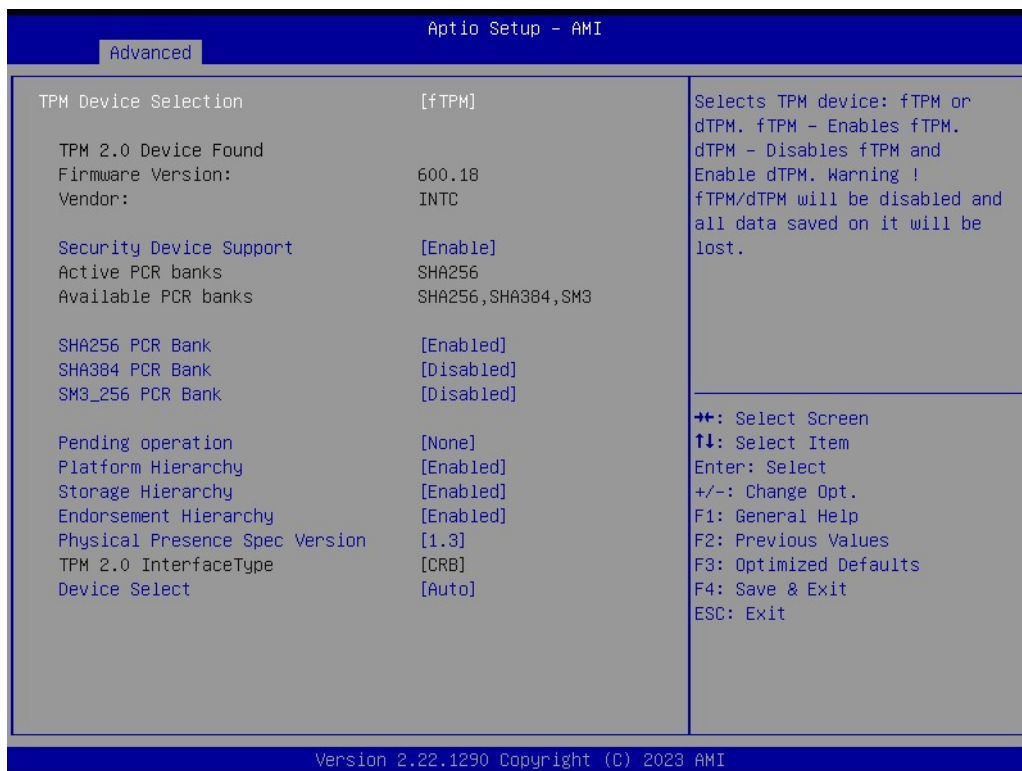 Aptio Setup – AMI
Advanced
TPM Device Selection [fTPM]
TPM 2.0 Device Found
Firmware Version: 600.18
Vendor: INTC
Security Device Support [Enable]
Active PCR banks SHA256
Available PCR banks SHA256,SHA384,SM3
SHA256 PCR Bank [Enabled]
SHA384 PCR Bank [Disabled]
SM3_256 PCR Bank [Disabled]
Pending operation [None]
Platform Hierarchy [Enabled]
Storage Hierarchy [Enabled]
Endorsement Hierarchy [Enabled]
Physical Presence Spec Version [1.3]
TPM 2.0 InterfaceType [CRB]
Device Select [Auto]
Selects TPM device: fTPM or
dTPM. fTPM – Enables fTPM.
dTPM – Disables fTPM and
Enable dTPM. Warning !
fTPM/dTPM will be disabled and
all data saved on it will be
lost.
→←: Select Screen
↑↓: Select Item
Enter: Select
+/-: Change Opt.
F1: General Help
F2: Previous Values
F3: Optimized Defaults
F4: Save & Exit
ESC: Exit
Version 2.22.1290 Copyright (C) 2023 AMI